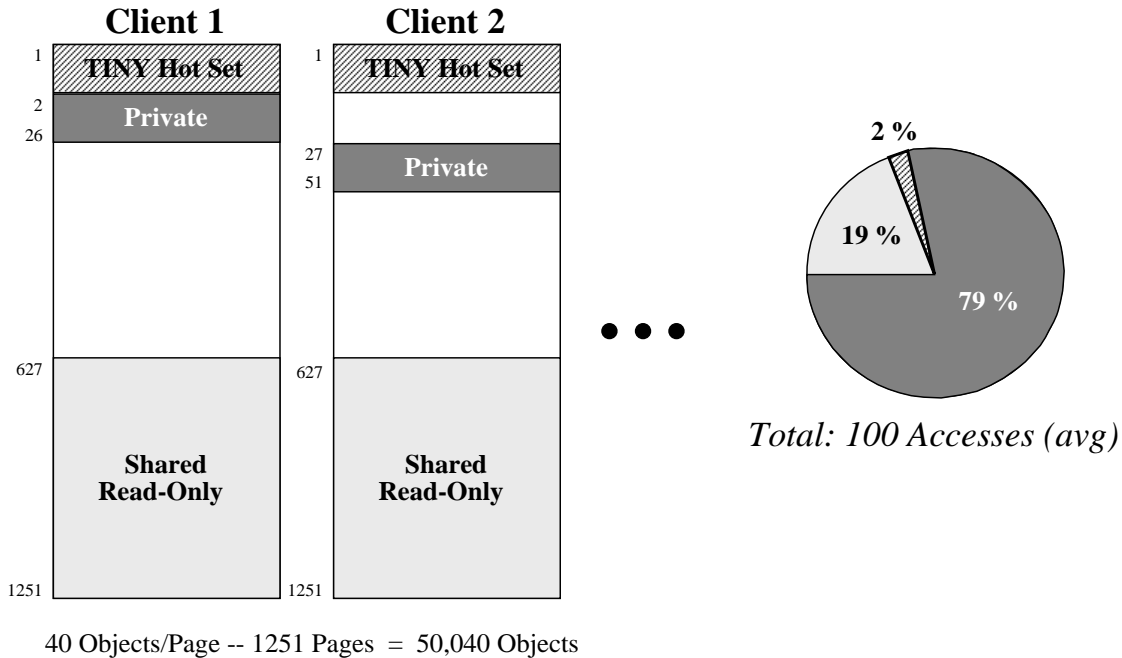 Client 1
1
TINY Hot Set
2
Private
26
627
Shared
Read-Only
1251
Client 2
1
TINY Hot Set
27
Private
51
627
Shared
Read-Only
1251
2 %
19 %
79 %
Total: 100 Accesses (avg)
40 Objects/Page -- 1251 Pages = 50,040 Objects